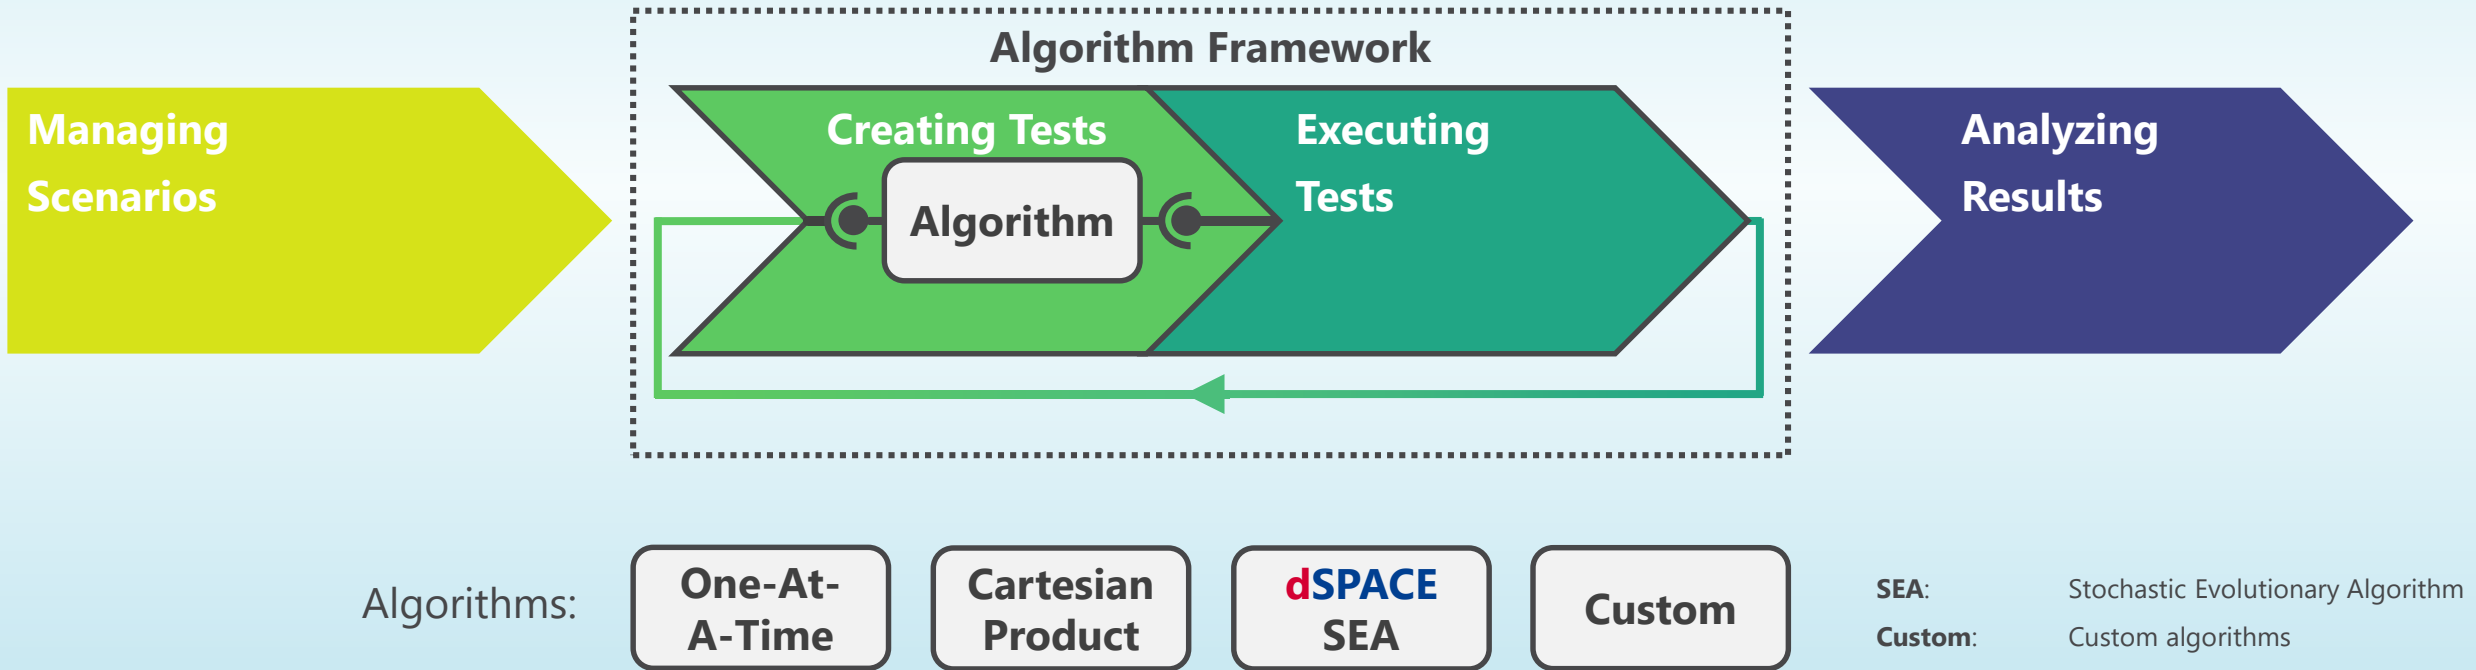 Algorithm Framework
Managing
Scenarios
Creating Tests
Algorithm
Executing
Tests
Analyzing
Results
Algorithms:
One-At-
A-Time
Cartesian
Product
dSPACE
SEA
Custom
SEA: Stochastic Evolutionary Algorithm
Custom: Custom algorithms